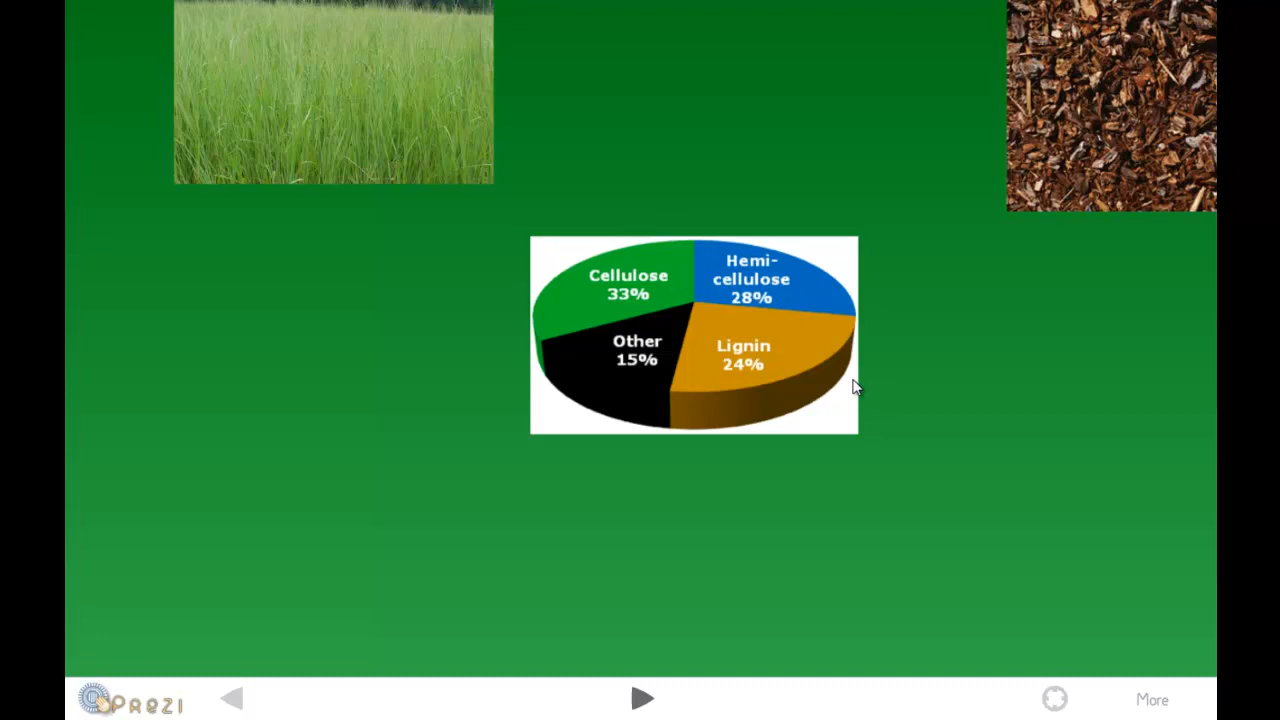 Hemi-
cellulose
28%
Cellulose
33%
Other
15%
Lignin
24%
PREZI
More